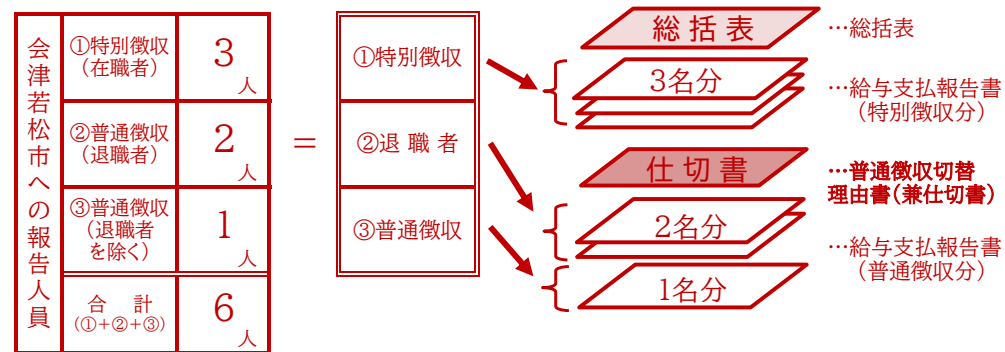 会津若松市への報告人員
①特別徴収
（在職者）
3
人
②普通徴収
（退職者）
2
人
③普通徴収
（退職者
を除く）
1
人
合　計
（①＋②＋③）
6
人
＝
①特別徴収
②退職者
③普通徴収
総括表
3名分
仕切書
2名分
1名分
…総括表
…給与支払報告書
（特別徴収分）
…普通徴収切替
理由書（兼仕切書）
…給与支払報告書
（普通徴収分）